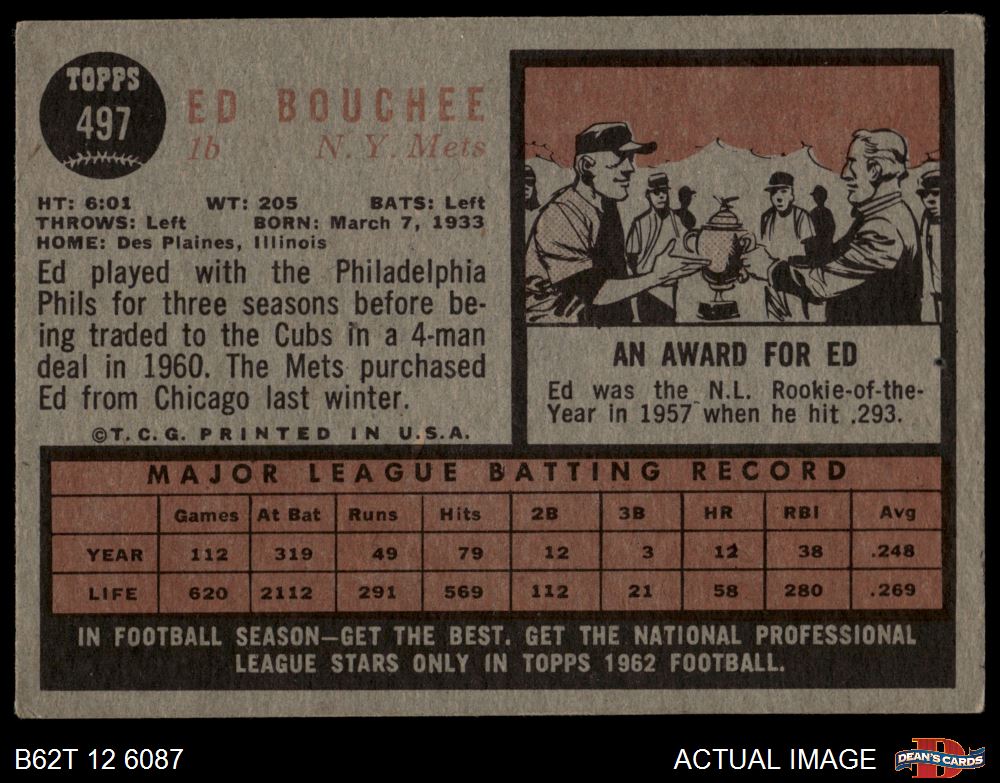 TOPPS
497
ED BOUCHEE
1b N. Y. Mets
HT: 6:01 WT: 205 BATS: Left
THROWS: Left BORN: March 7, 1933
HOME: Des Plaines, Illinois
Ed played with the Philadelphia
Phils for three seasons before be-
ing traded to the Cubs in a 4-man
deal in 1960. The Mets purchased
Ed from Chicago last winter.
©T. C. G. PRINTED IN U.S.A.
AN AWARD FOR ED
Ed was the N.L. Rookie-of-the-
Year in 1957 when he hit .293.
MAJOR LEAGUE BATTING RECORD
Games At Bat Runs Hits 2B 3B HR RBI Avg
YEAR 112 319 49 79 12 3 12 38 .248
LIFE 620 2112 291 569 112 21 58 280 .269
IN FOOTBALL SEASON—GET THE BEST. GET THE NATIONAL PROFESSIONAL
LEAGUE STARS ONLY IN TOPPS 1962 FOOTBALL.
B62T 12 6087 ACTUAL IMAGE DEAN'S CARDS